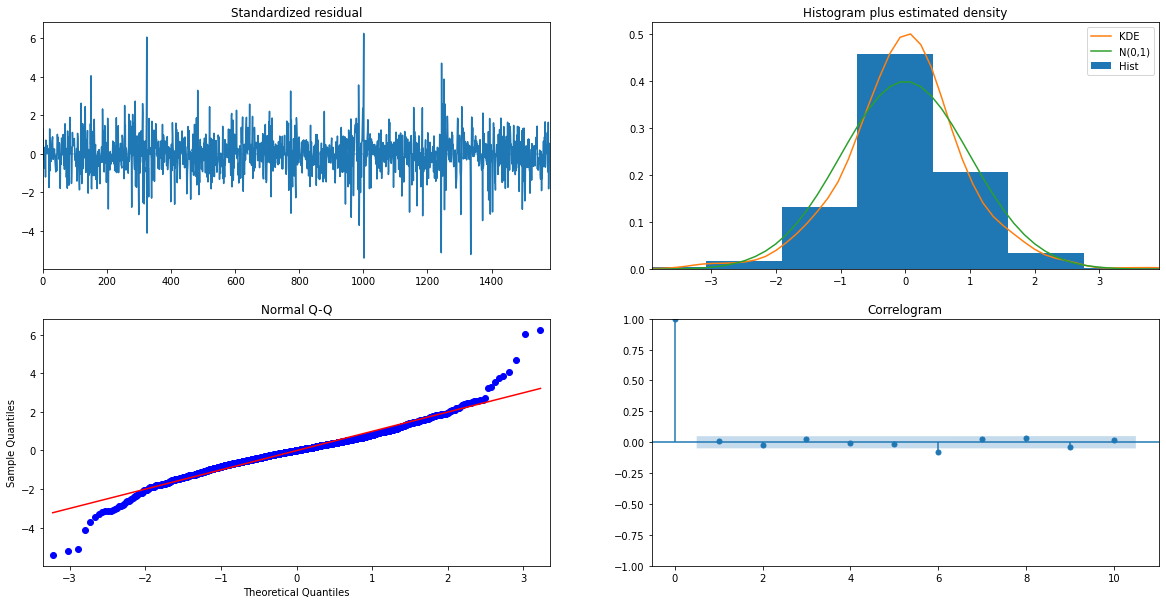 Standardized residual
6
4
2
0
−2
−4
0 200 400 600 800 1000 1200 1400
Histogram plus estimated density
KDE
N(0,1)
Hist
0.5
0.4
0.3
0.2
0.1
0.0
−3 −2 −1 0 1 2 3
Normal Q-Q
Sample Quantiles
6
4
2
0
−2
−4
−3 −2 −1 0 1 2 3
Theoretical Quantiles
Correlogram
1.00
0.75
0.50
0.25
0.00
−0.25
−0.50
−0.75
−1.00
0 2 4 6 8 10